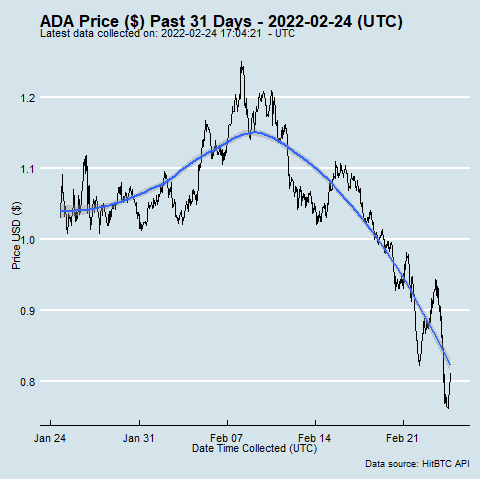 ADA Price ($) Past 31 Days - 2022-02-24 (UTC)
Latest data collected on: 2022-02-24 17:04:21 - UTC
Price USD ($)
1.2
1.1
1.0
0.9
0.8
Jan 24 Jan 31 Feb 07 Feb 14 Feb 21
Date Time Collected (UTC)
Data source: HitBTC API